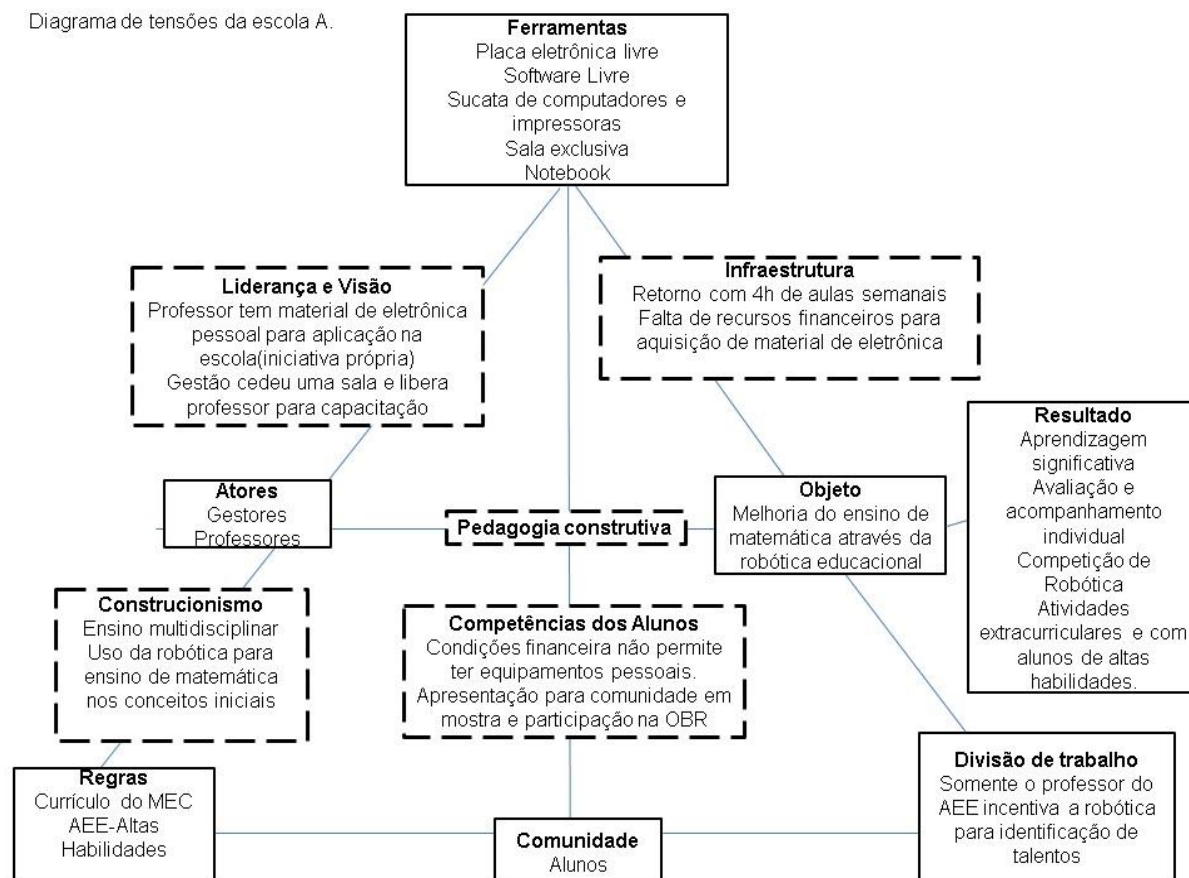 Diagrama de tensões da escola A.
Ferramentas
Placa eletrônica livre
Software Livre
Sucata de computadores e
impressoras
Sala exclusiva
Notebook
Liderança e Visão
Professor tem material de eletrônica
pessoal para aplicação na
escola(iniciativa própria)
Gestão cedeu uma sala e libera
professor para capacitação
Infraestrutura
Retorno com 4h de aulas semanais
Falta de recursos financeiros para
aquisição de material de eletrônica
Atores
Gestores
Professores
Pedagogia construtiva
Objeto
Melhoria do ensino de
matemática através da
robótica educacional
Resultado
Aprendizagem
significativa
Avaliação e
acompanhamento
individual
Competição de
Robótica
Atividades
extracurriculares e com
alunos de altas
habilidades.
Construcionismo
Ensino multidisciplinar
Uso da robótica para
ensino de matemática
nos conceitos iniciais
Competências dos Alunos
Condições financeira não permite
ter equipamentos pessoais.
Apresentação para comunidade em
mostra e participação na OBR
Regras
Currículo do MEC
AEE-Altas
Habilidades
Comunidade
Alunos
Divisão de trabalho
Somente o professor do
AEE incentiva a robótica
para identificação de
talentos